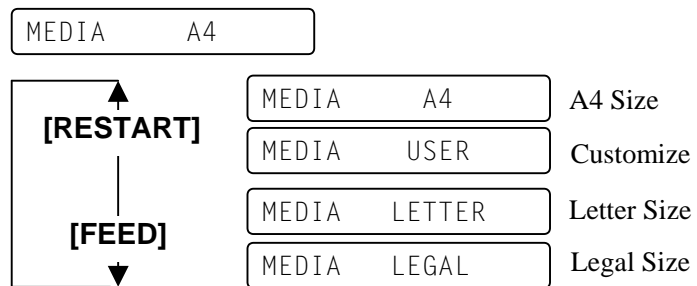 MEDIA A4
MEDIA A4 A4 Size
[RESTART]
MEDIA USER Customize
MEDIA LETTER Letter Size
[FEED]
MEDIA LEGAL Legal Size